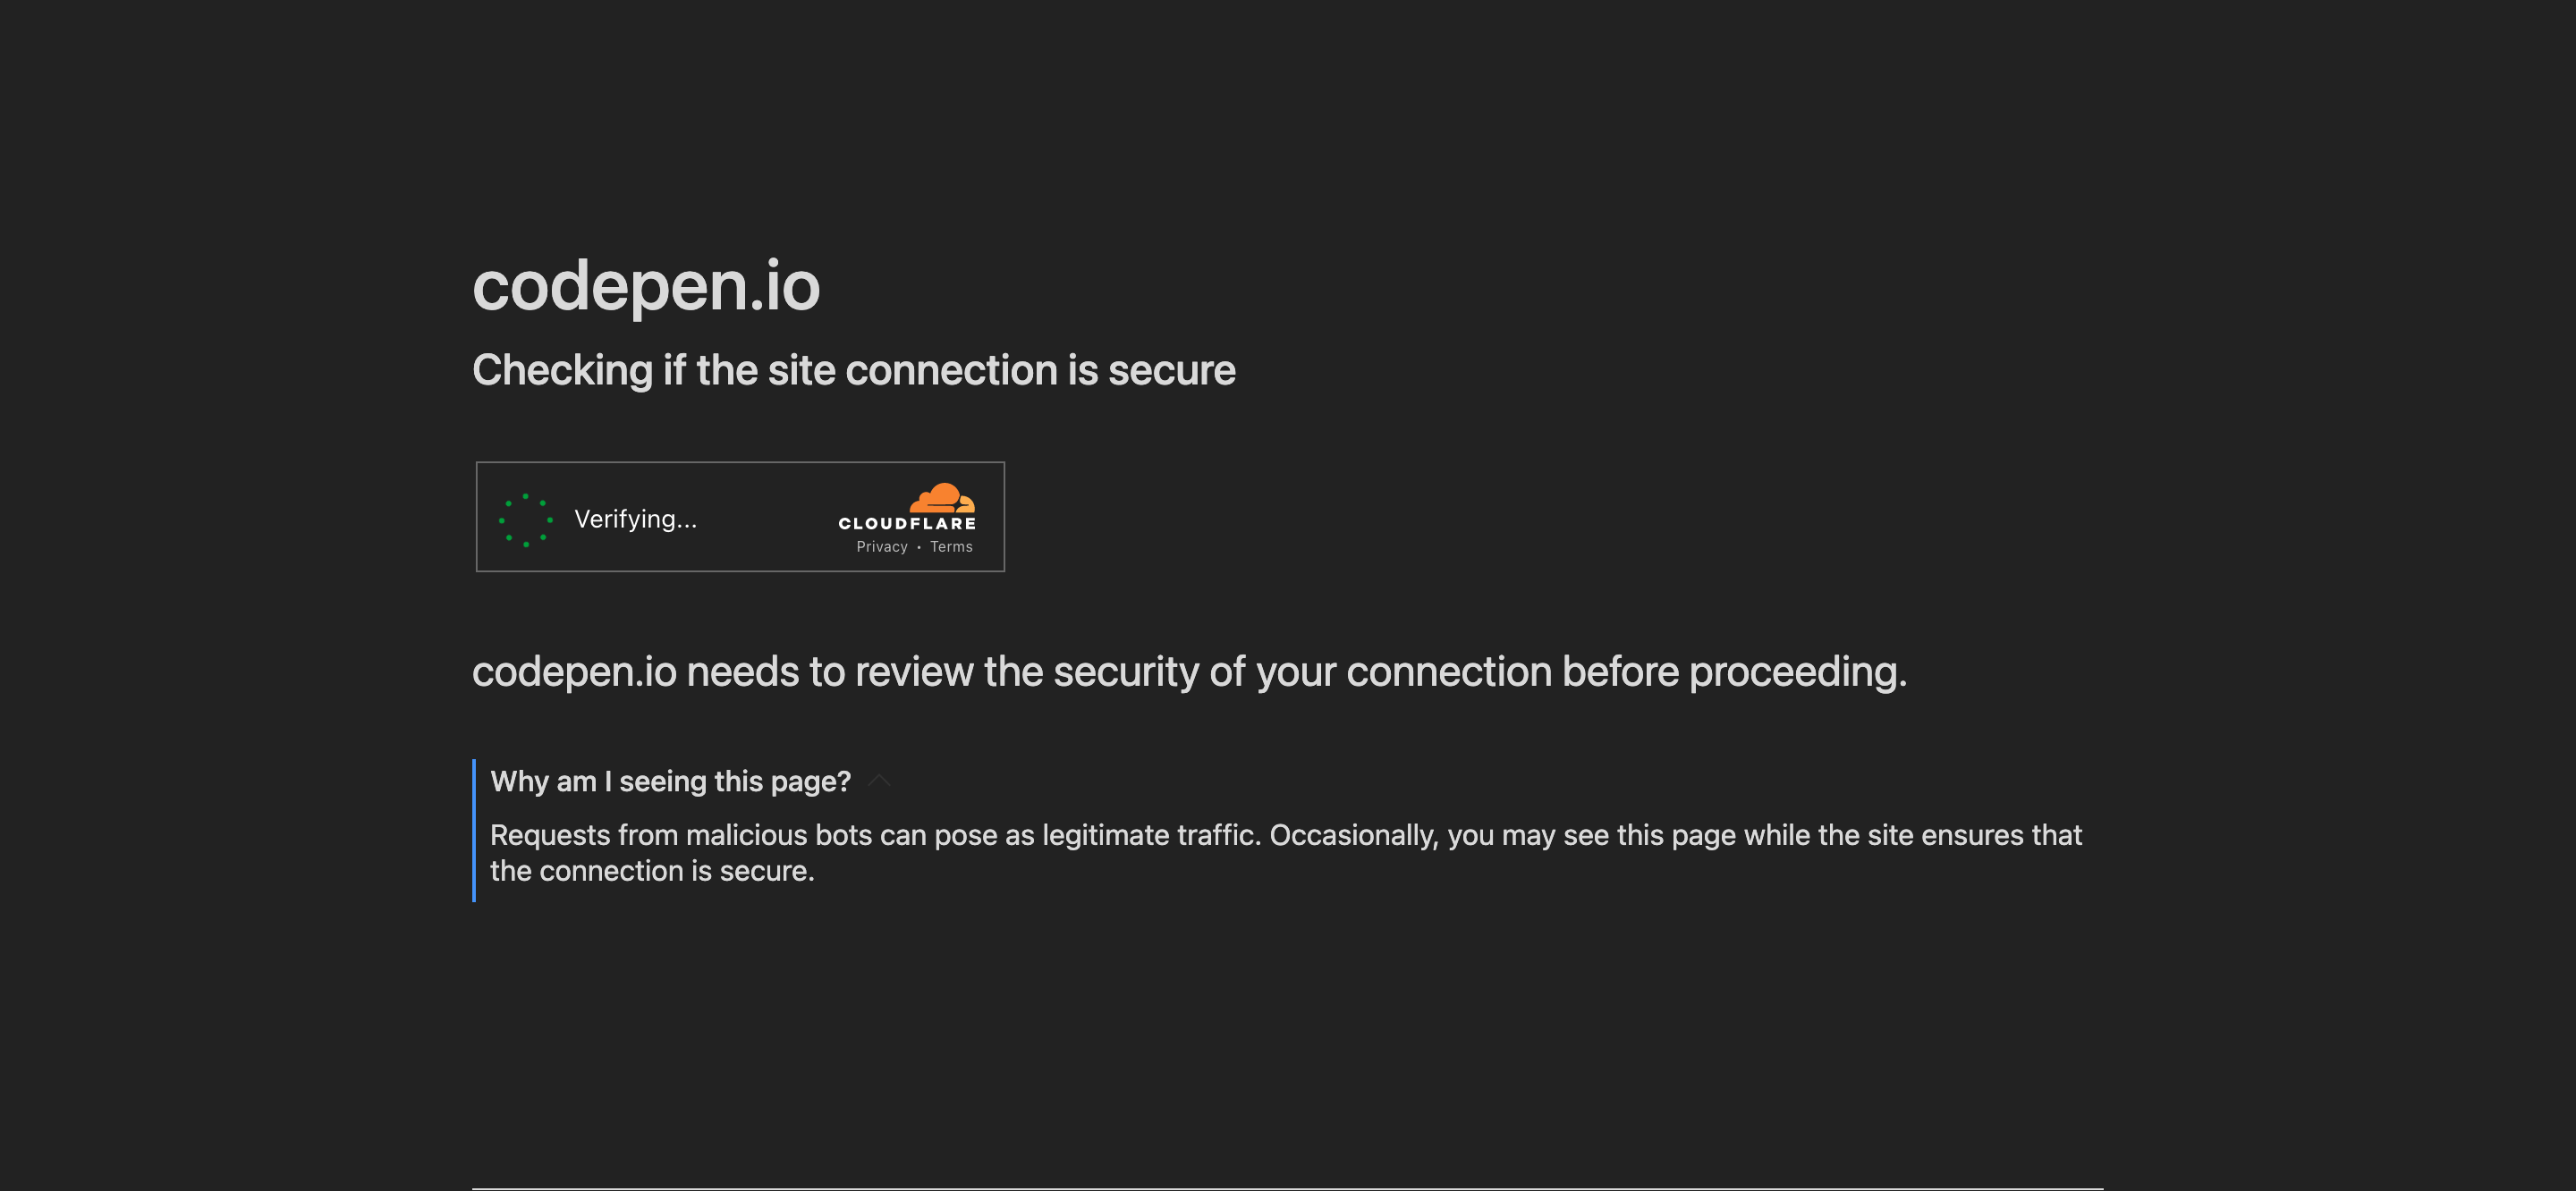 codepen.io
Checking if the site connection is secure
Verifying...
CLOUDFLARE
Privacy • Terms
codepen.io needs to review the security of your connection before proceeding.
Why am I seeing this page?
Requests from malicious bots can pose as legitimate traffic. Occasionally, you may see this page while the site ensures that
the connection is secure.